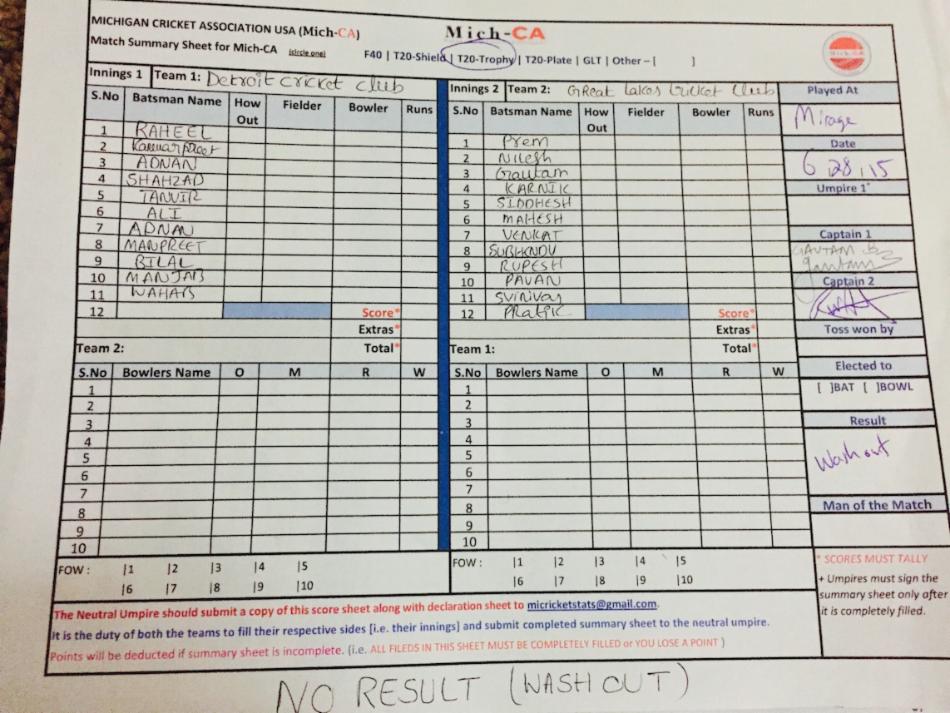 MICHIGAN CRICKET ASSOCIATION USA (Mich-CA)
Mich-CA
Match Summary Sheet for Mich-CA (circle one) F40 | T20-Shield | T20-Trophy | T20-Plate | GLT | Other – [ ]
Innings 1 Team 1: Detroit Cricket Club
S.No Batsman Name How Out Fielder Bowler Runs
1 RAHEEL
2 Kanwarpreet
3 ADNAN
4 SHAHZAD
5 TANVIR
6 ALI
7 ADNAN
8 MANPREET
9 BILAL
10 MANJAB
11 WAHAB
12 Score*
Extras*
Team 2: Total*
S.No Bowlers Name O M R W
1
2
3
4
5
6
7
8
9
10
FOW : |1 |2 |3 |4 |5
|6 |7 |8 |9 |10
Innings 2 Team 2: Great Lakes Cricket Club
S.No Batsman Name How Out Fielder Bowler Runs
1 Prem
2 Nilesh
3 Gautam
4 KARNIK
5 SIDDHESH
6 MAHESH
7 VENKAT
8 SUBHNDU
9 RUPESH
10 PAVAN
11 Svinivas
12 PRATIK Score*
Extras*
Team 1: Total*
S.No Bowlers Name O M R W
1
2
3
4
5
6
7
8
9
10
FOW : |1 |2 |3 |4 |5
|6 |7 |8 |9 |10
Played At
Mirage
Date
6 28 15
Umpire 1*
Captain 1
GAUTAM
gautam
Captain 2
Toss won by
Elected to
[ ]BAT [ ]BOWL
Result
Wash out
Man of the Match
* SCORES MUST TALLY
+ Umpires must sign the
summary sheet only after
it is completely filled.
The Neutral Umpire should submit a copy of this score sheet along with declaration sheet to micricketstats@gmail.com.
It is the duty of both the teams to fill their respective sides [i.e. their innings] and submit completed summary sheet to the neutral umpire.
Points will be deducted if summary sheet is incomplete. (i.e. ALL FILEDS IN THIS SHEET MUST BE COMPLETELY FILLED or YOU LOSE A POINT )
NO RESULT (WASH OUT)